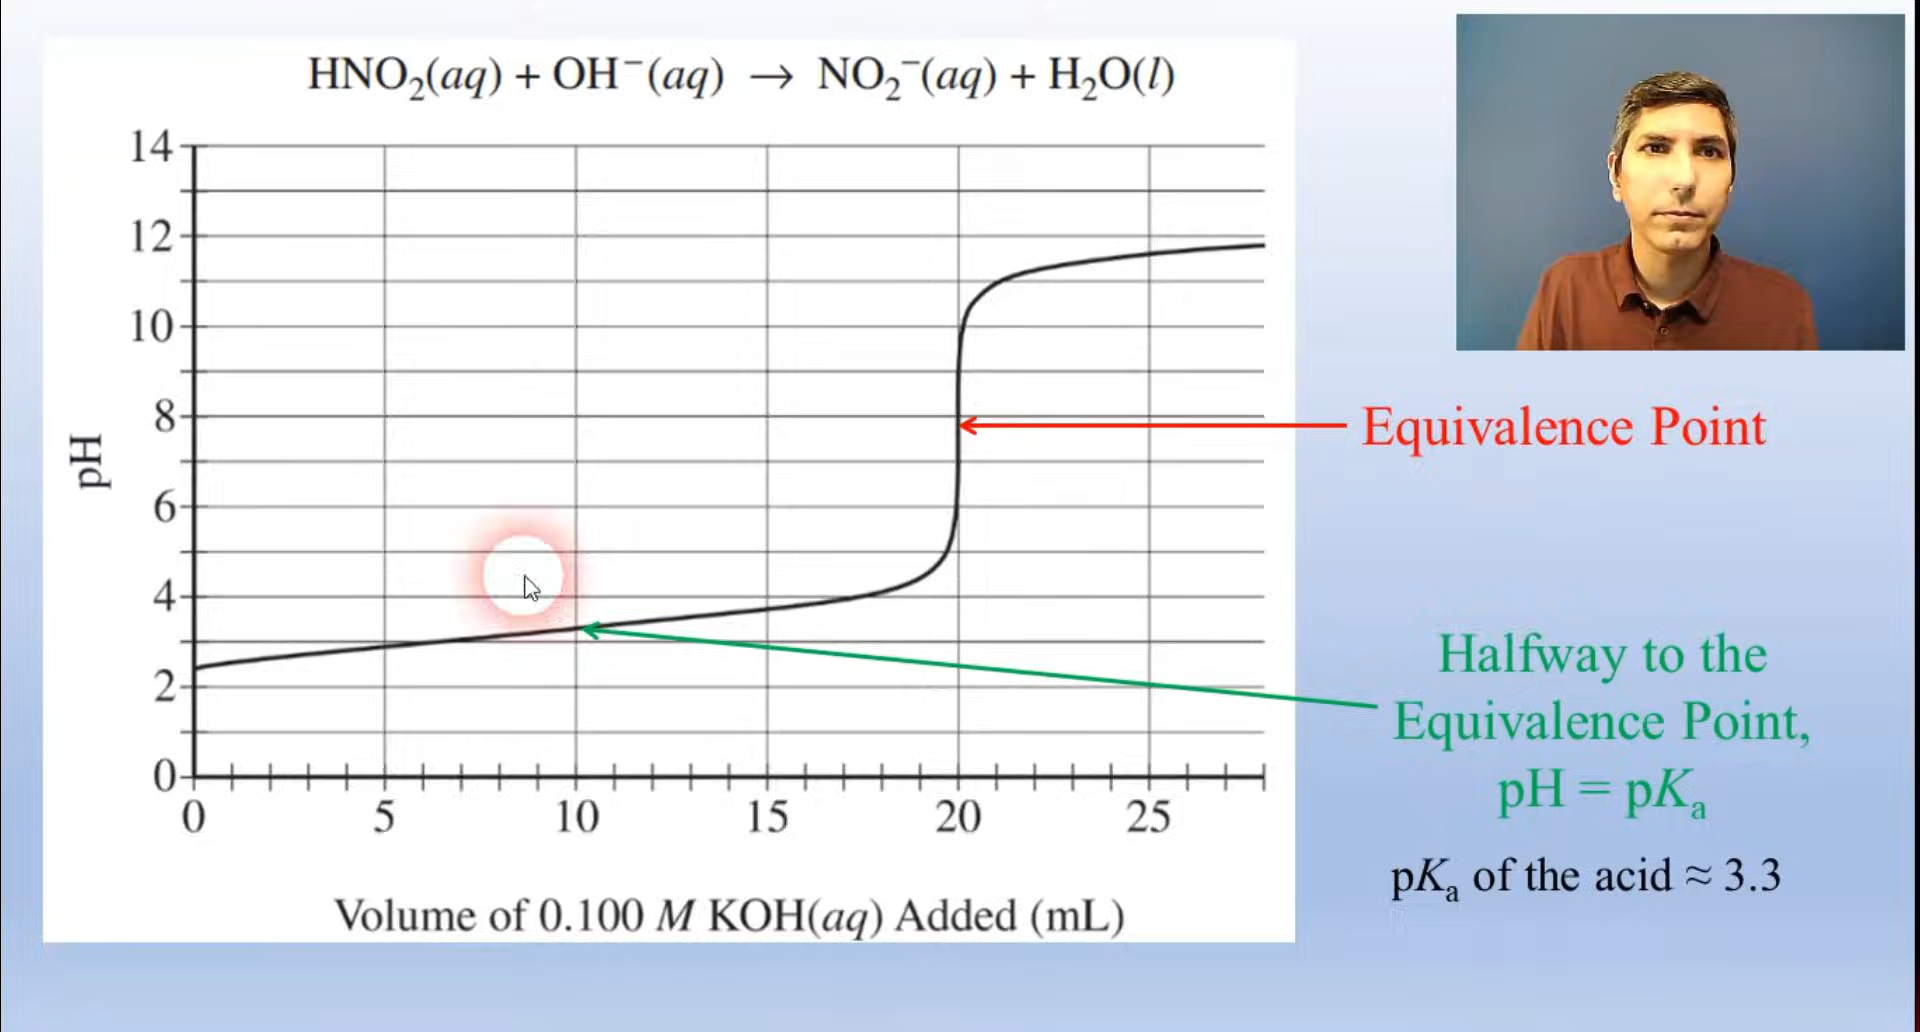 HNO₂(aq) + OH⁻(aq) → NO₂⁻(aq) + H₂O(l)
14
12
10
8
6
4
2
0
pH
0 5 10 15 20 25
Volume of 0.100 M KOH(aq) Added (mL)
Equivalence Point
Halfway to the
Equivalence Point,
pH = pKₐ
pKₐ of the acid ≈ 3.3